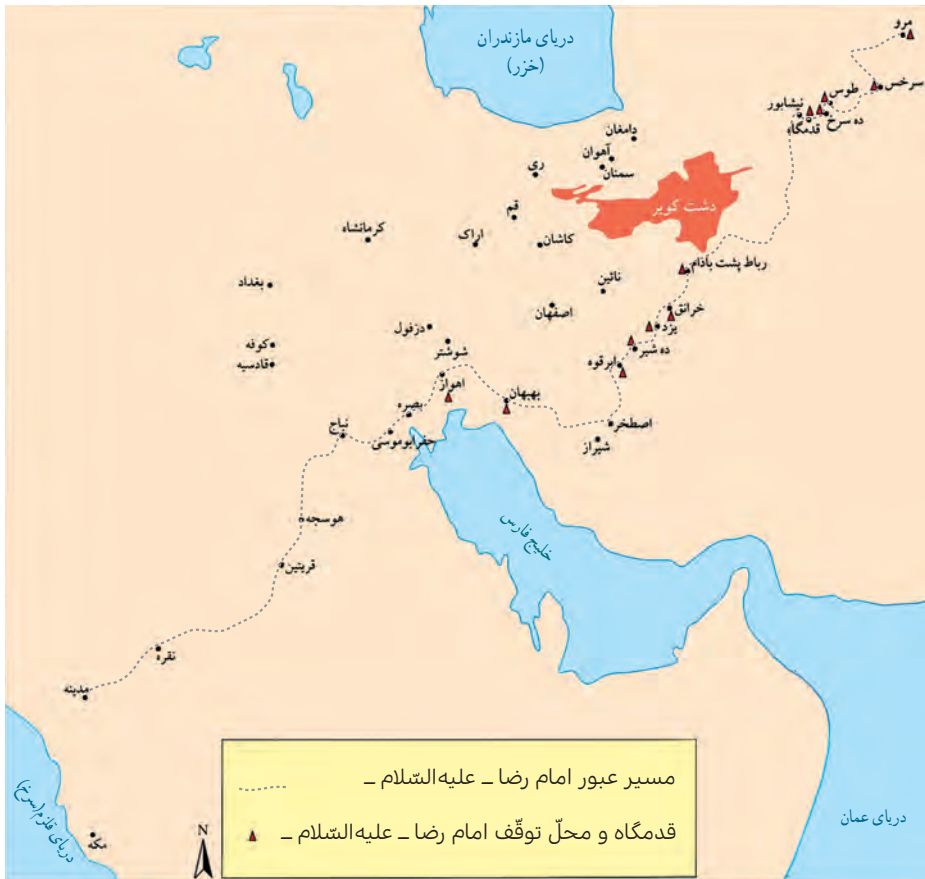 دریای مازندران
(خزر)
مرو
سرخس
طوس
نیشابور
ده سرخ
قدمگاه
دامغان
آهوان
سمنان
ری
دشت کویر
قم
کرمانشاه
اراک
کاشان
رباط پشت باذام
نائین
بغداد
خرانق
اصفهان
یزد
دزفول
کوفه
شوشتر
ده شیر
قادسیه
ابرقوه
اهواز
بهبهان
بصره
اصطخر
نباج
حفرابوموسی
شیراز
هوسجه
خلیج فارس
قریتین
نقره
مدینه
مسیر عبور امام رضا ـ علیه‌السّلام ـ
قدمگاه و محلّ توقّف امام رضا ـ علیه‌السّلام ـ
دریای قلزم(سرخ)
دریای عمان
N
مکه